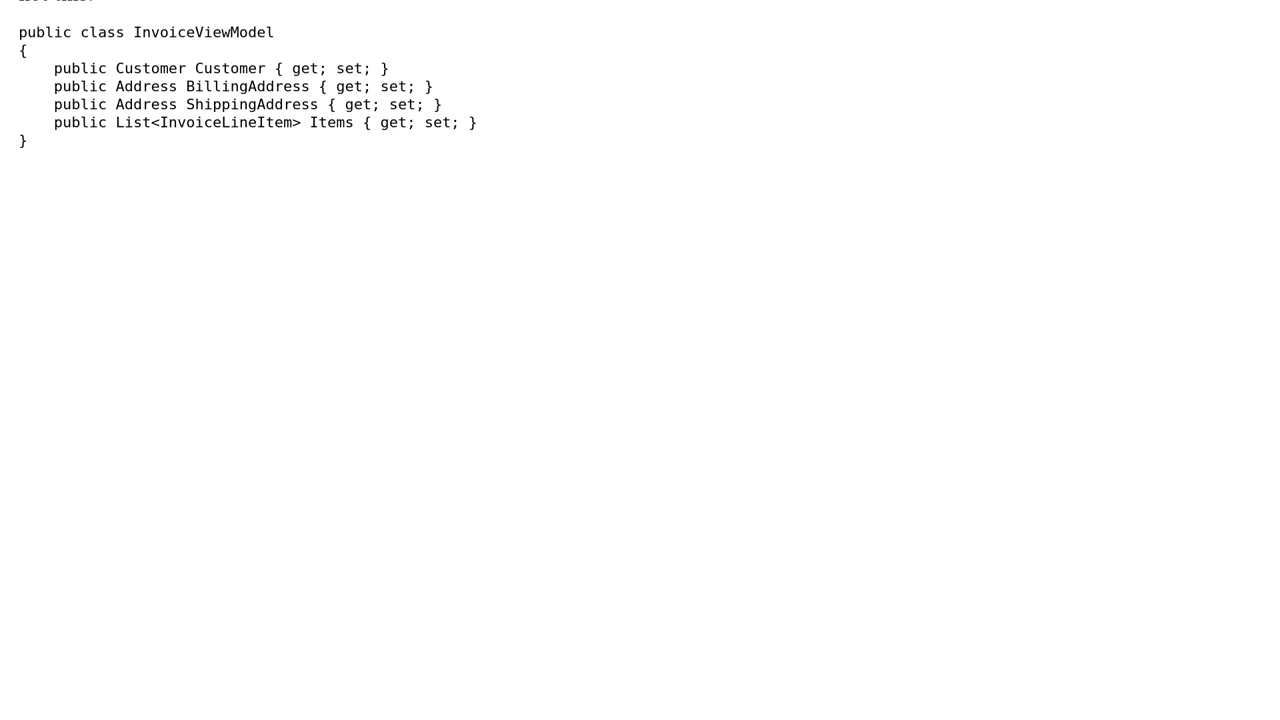 public class InvoiceViewModel
{
    public Customer Customer { get; set; }
    public Address BillingAddress { get; set; }
    public Address ShippingAddress { get; set; }
    public List<InvoiceLineItem> Items { get; set; }
}